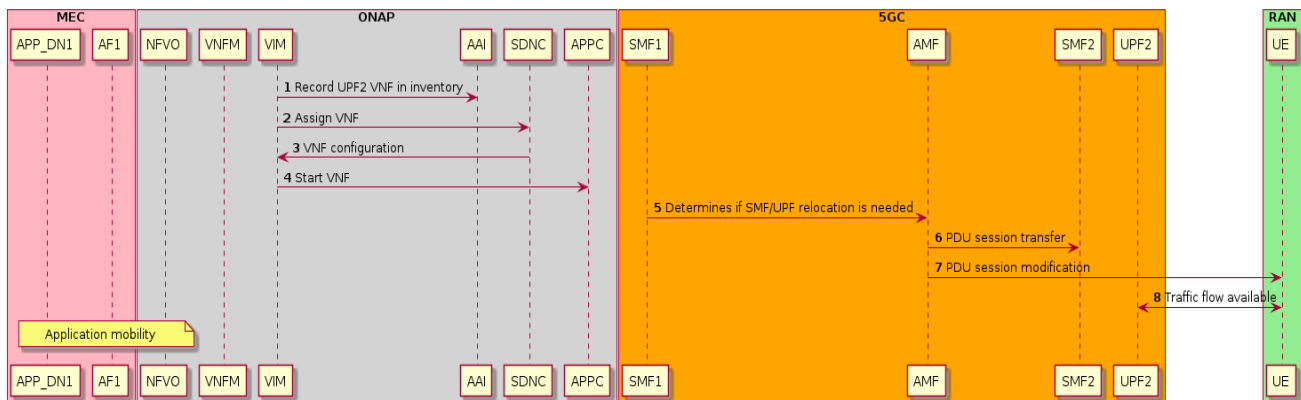 MEC ONAP 5GC RAN
APP_DN1 AF1 NFVO VNFM VIM AAI SDNC APPC SMF1 AMF SMF2 UPF2 UE
1 Record UPF2 VNF in inventory
2 Assign VNF
3 VNF configuration
4 Start VNF
5 Determines if SMF/UPF relocation is needed
6 PDU session transfer
7 PDU session modification
8 Traffic flow available
Application mobility
APP_DN1 AF1 NFVO VNFM VIM AAI SDNC APPC SMF1 AMF SMF2 UPF2 UE